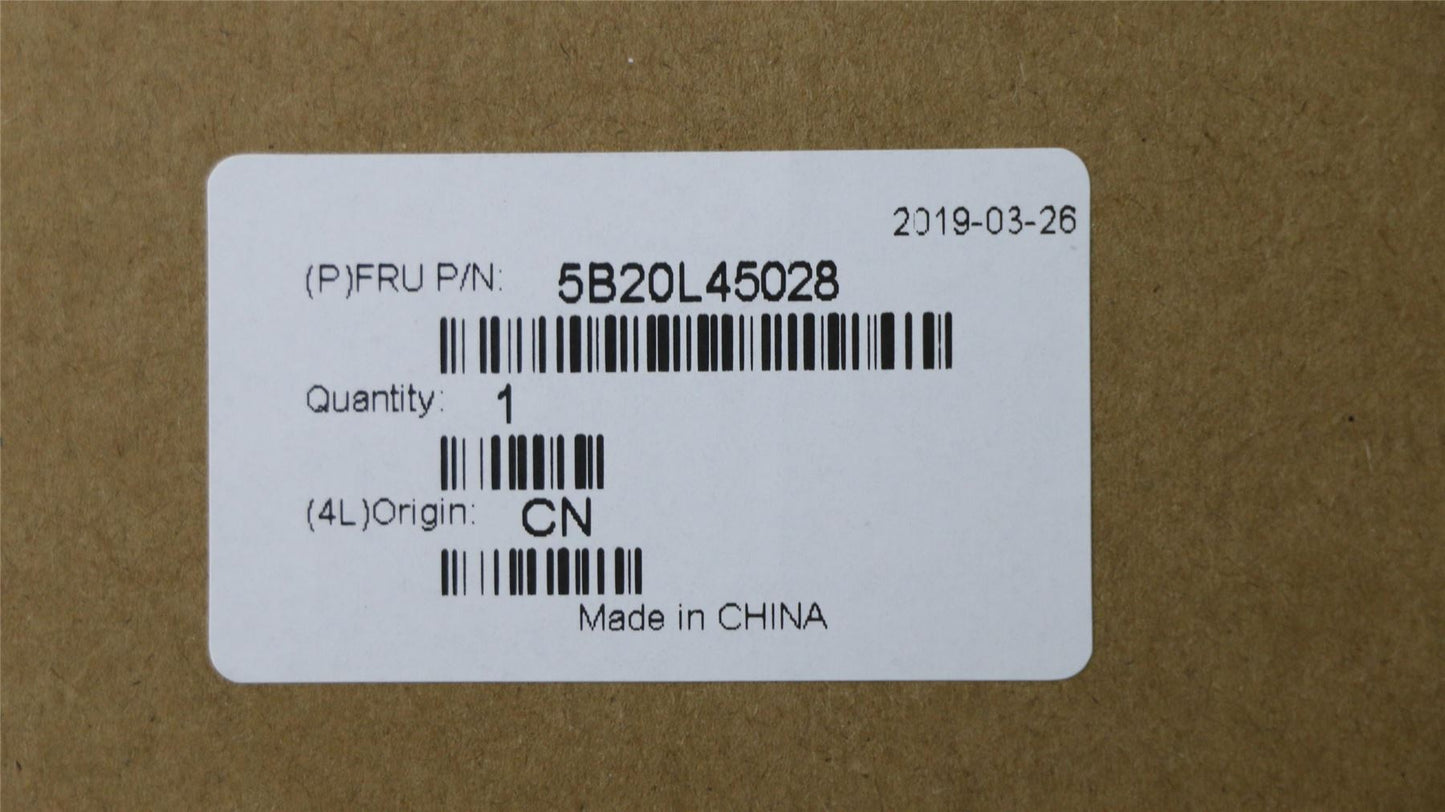 2019-03-26
(P)FRU P/N: 5B20L45028
Quantity: 1
(4L)Origin: CN
Made in CHINA